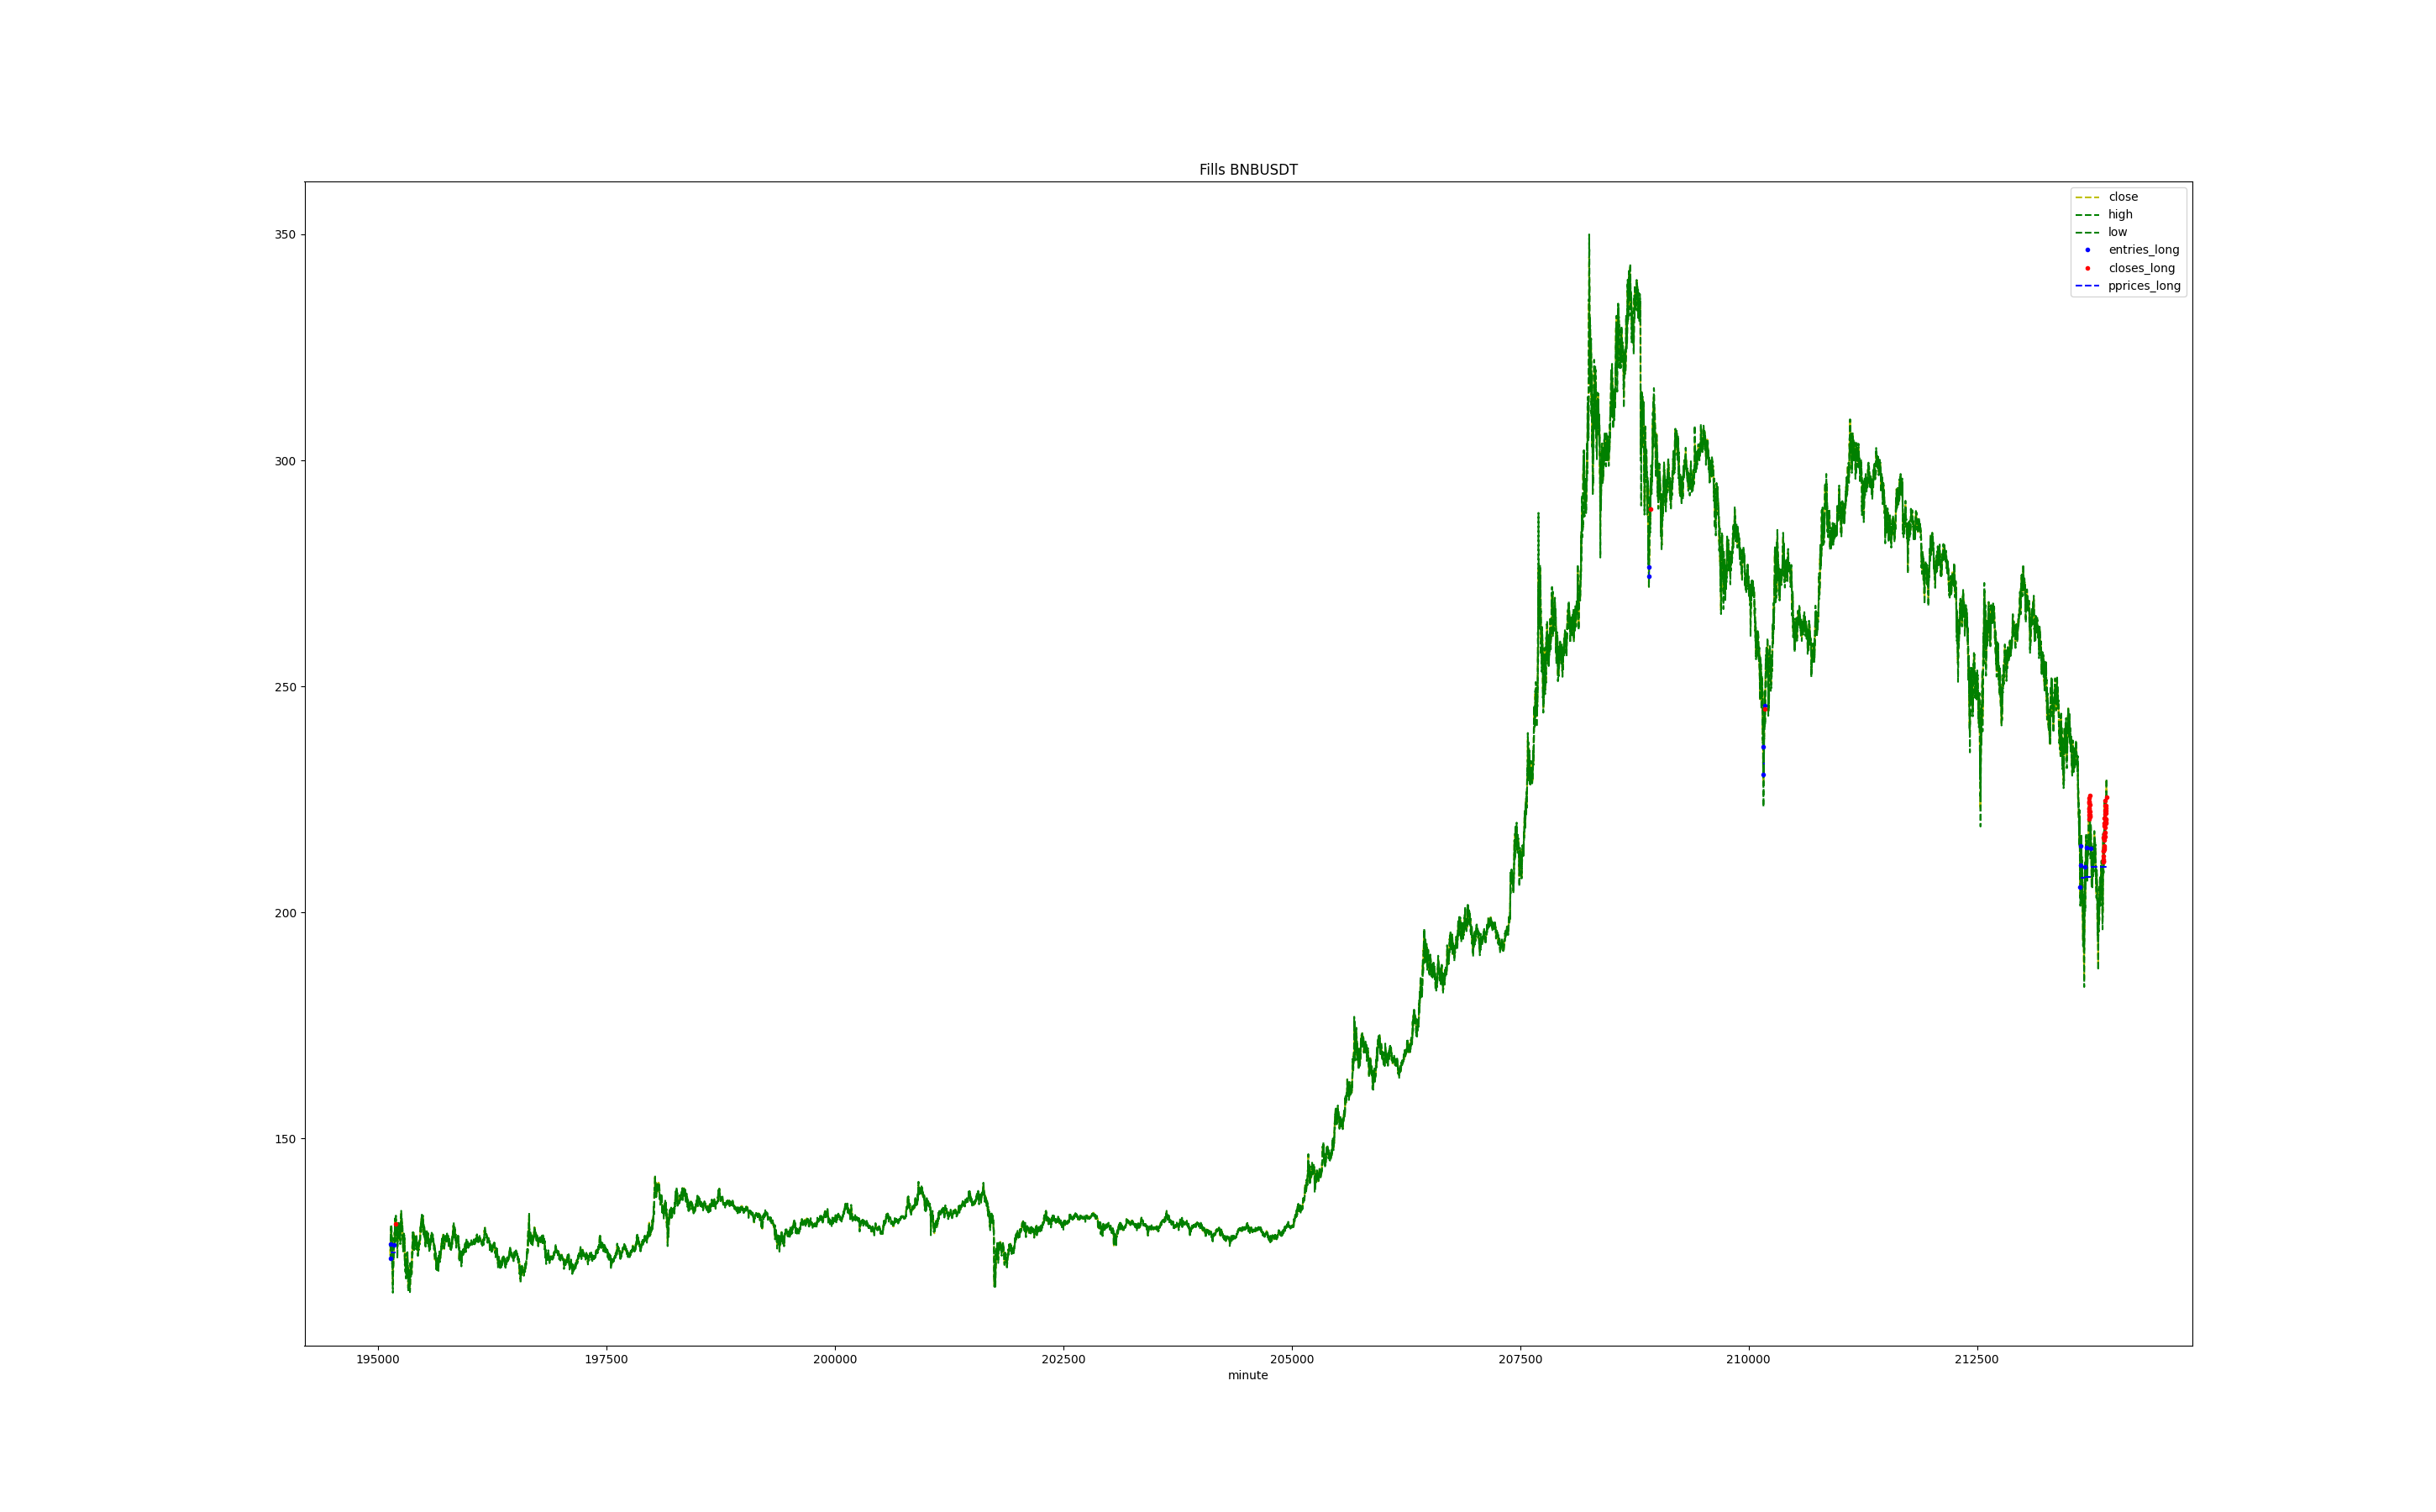 Fills BNBUSDT
close
high
low
entries_long
closes_long
pprices_long
350
300
250
200
150
195000 197500 200000 202500 205000 207500 210000 212500
minute